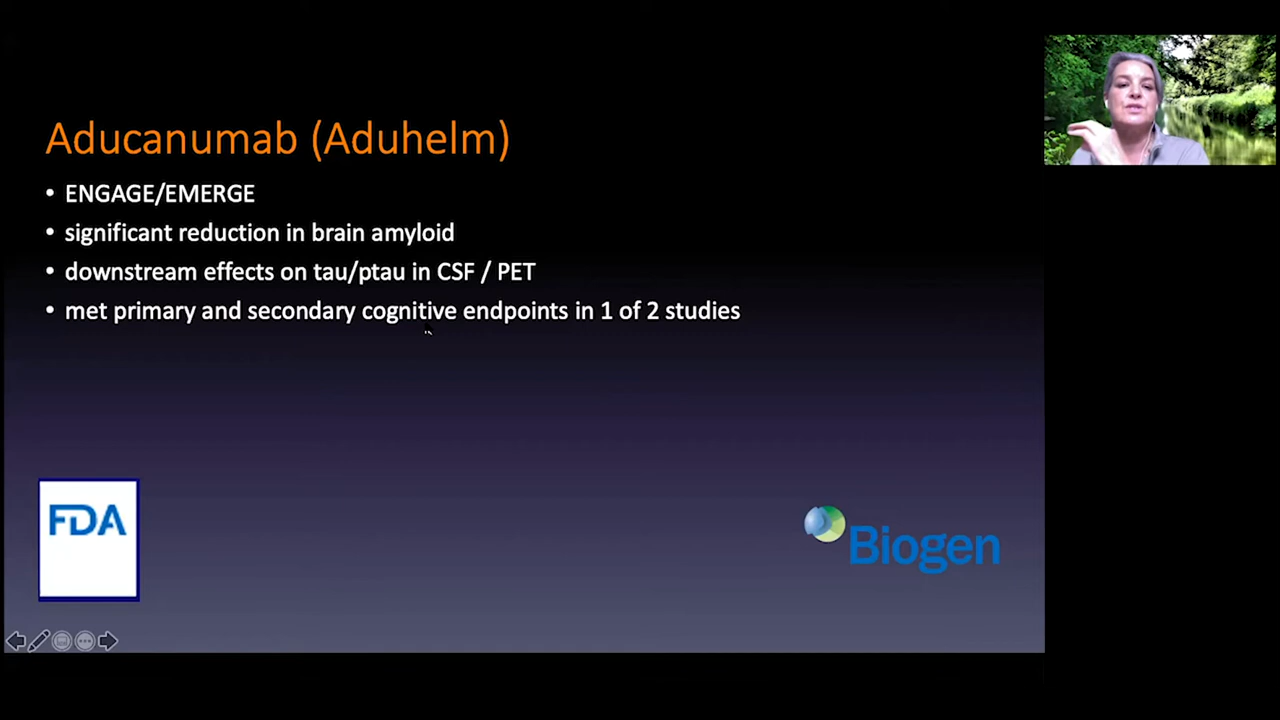 Aducanumab (Aduhelm)
• ENGAGE/EMERGE
• significant reduction in brain amyloid
• downstream effects on tau/ptau in CSF / PET
• met primary and secondary cognitive endpoints in 1 of 2 studies
FDA
Biogen